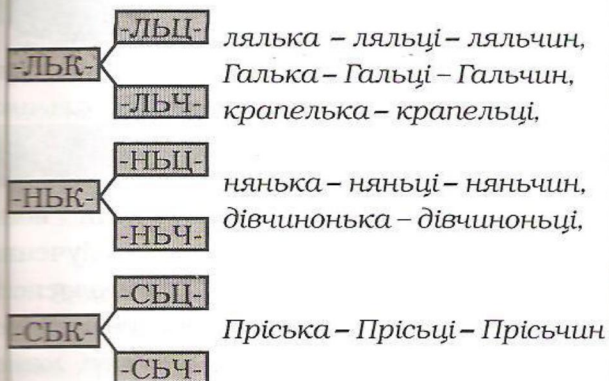 -ЛЬЦ-
лялька – ляльці – ляльчин,
-ЛЬК-
Галька – Гальці – Гальчин,
-ЛЬЧ-
крапелька – крапельці,
-НЬЦ-
нянька – няньці – няньчин,
-НЬК-
дівчинонька – дівчиноньці,
-НЬЧ-
-СЬЦ-
-СЬК-
Пріська – Прісьці – Прісьчин
-СЬЧ-